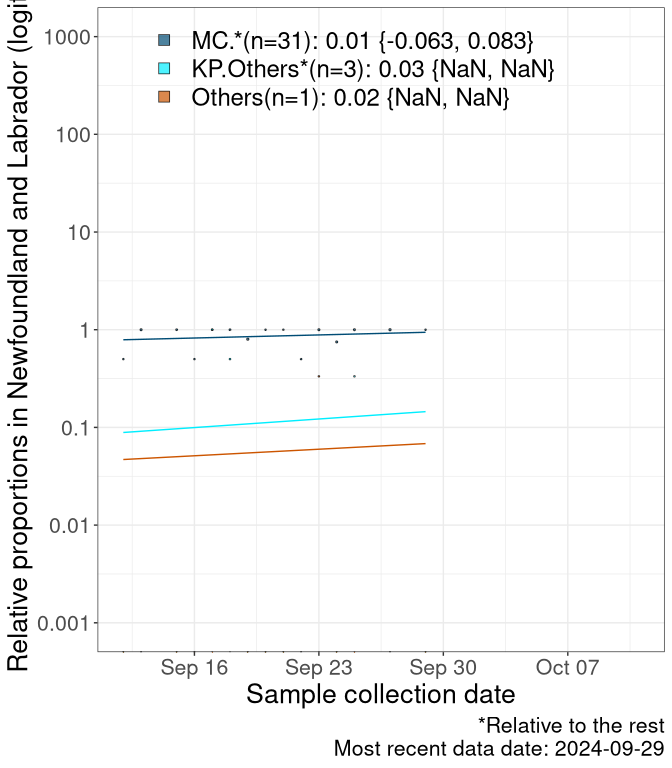 MC.*(n=31): 0.01 {-0.063, 0.083}
KP.Others*(n=3): 0.03 {NaN, NaN}
Others(n=1): 0.02 {NaN, NaN}
Relative proportions in Newfoundland and Labrador (logit
1000
100
10
1
0.1
0.01
0.001
Sep 16 Sep 23 Sep 30 Oct 07
Sample collection date
*Relative to the rest
Most recent data date: 2024-09-29